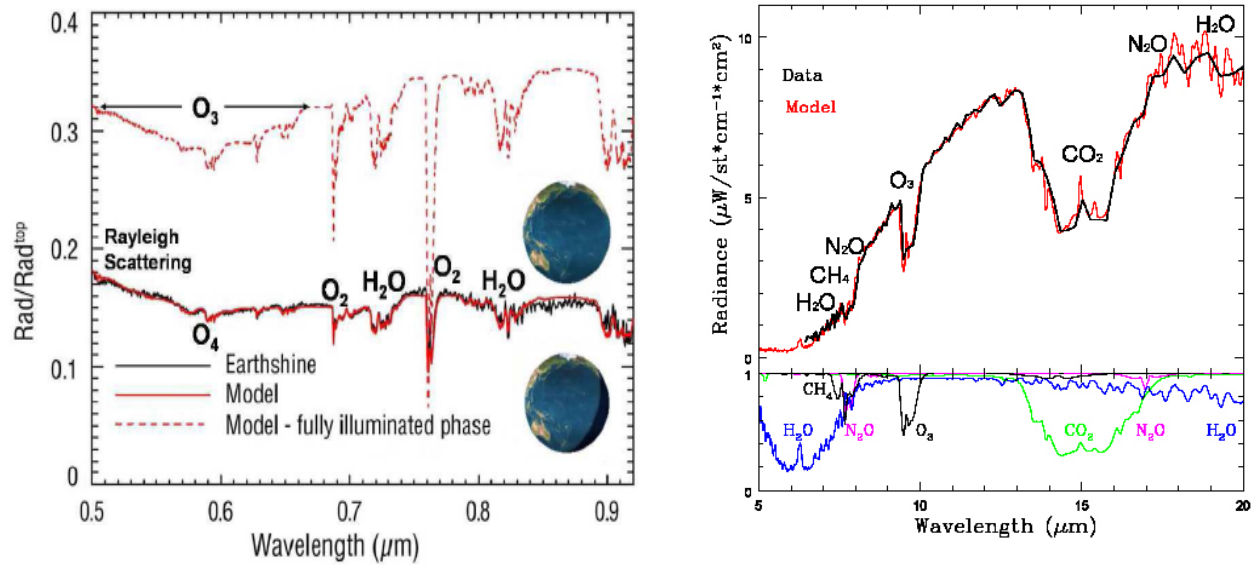 0.4
0.3
0.2
0.1
0
Rad/Rad^top
O₃
Rayleigh
Scattering
O₂ H₂O O₂ H₂O
O₄
Earthshine
Model
Model - fully illuminated phase
0.5 0.6 0.7 0.8 0.9
Wavelength (μm)
10
5
0
Radiance (μW/st*cm⁻¹*cm²)
Data
Model
N₂O H₂O
CO₂
O₃
N₂O
CH₄
H₂O
1
0
CH₄
H₂O N₂O O₃ CO₂ N₂O H₂O
5 10 15 20
Wavelength (μm)